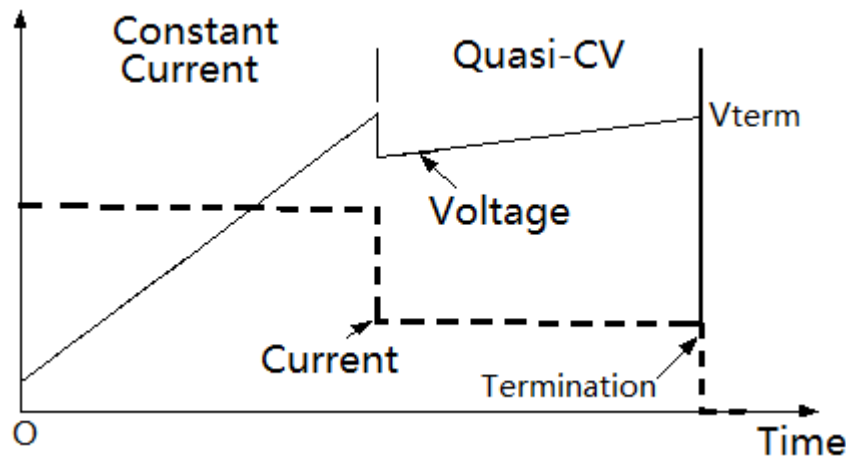 Constant
Current
Quasi-CV
Vterm
Voltage
Current
Termination
O
Time